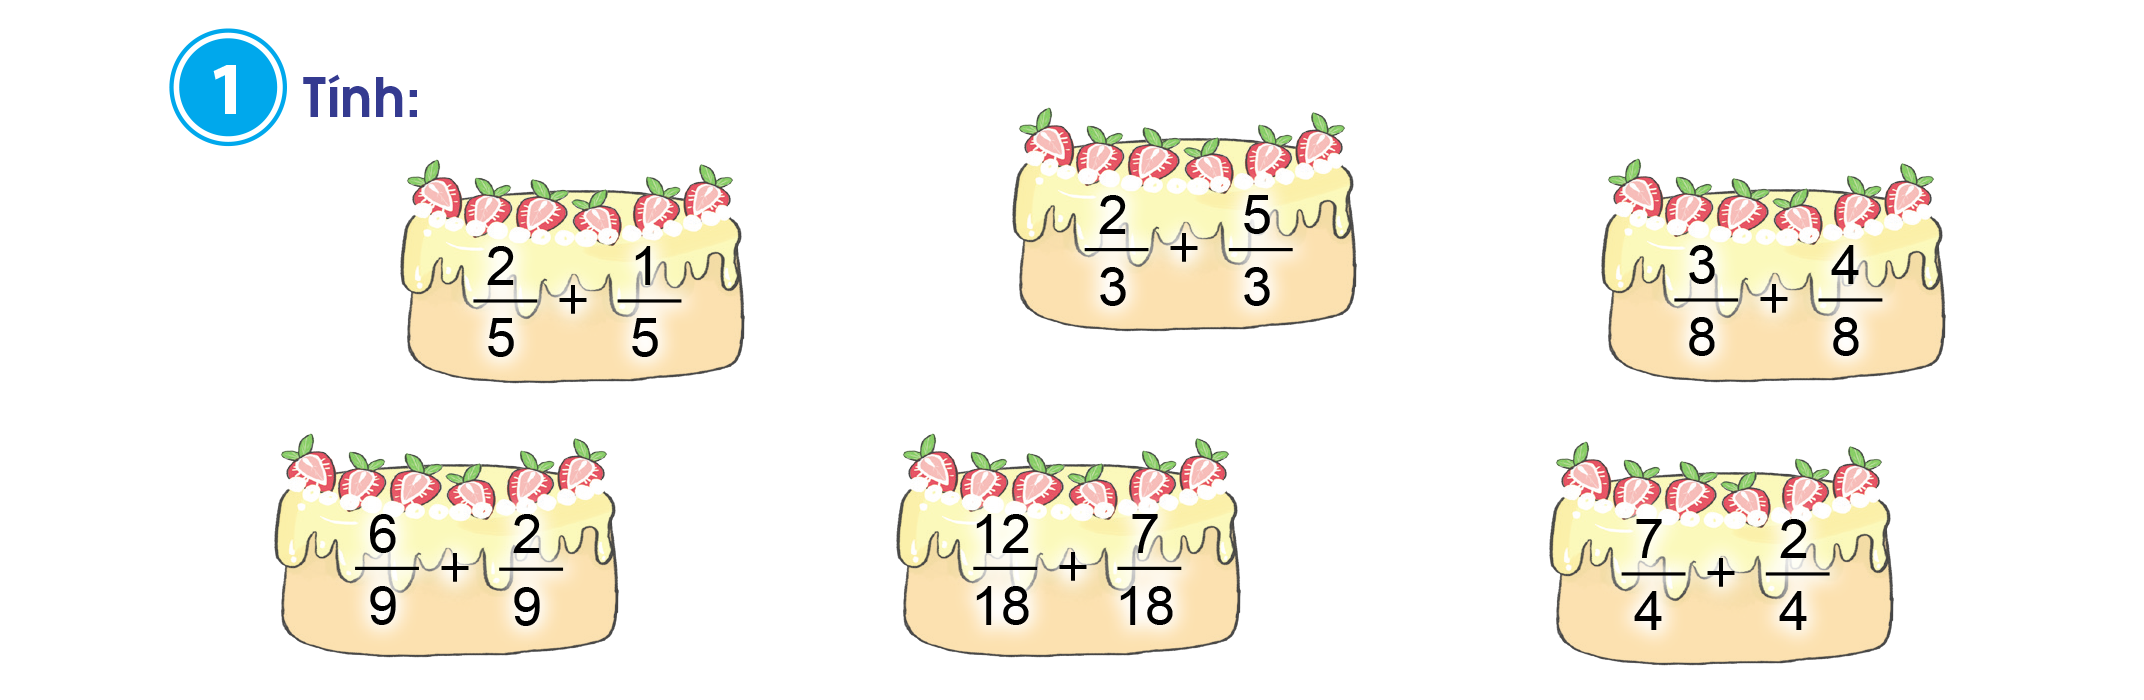 1 Tính:
2/5 + 1/5
2/3 + 5/3
3/8 + 4/8
6/9 + 2/9
12/18 + 7/18
7/4 + 2/4